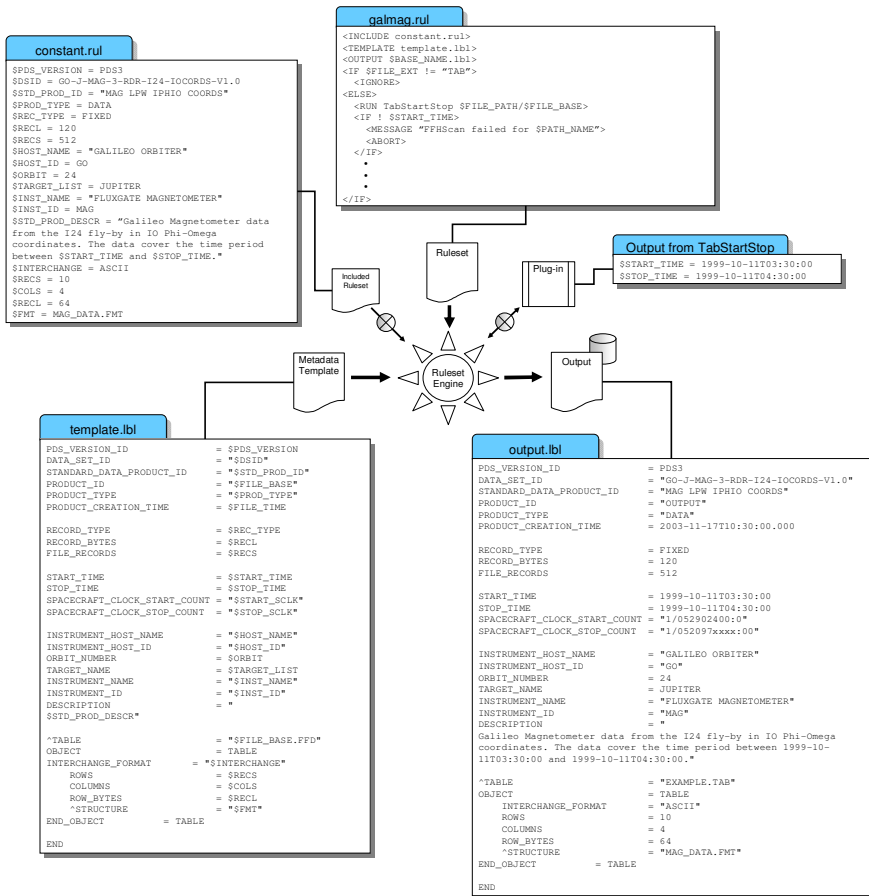 galmag.rul
<INCLUDE constant.rul>
<TEMPLATE template.lbl>
<OUTPUT $BASE_NAME.lbl>
<IF $FILE_EXT != “TAB”>
<IGNORE>
<ELSE>
<RUN TabStartStop $FILE_PATH/$FILE_BASE>
<IF ! $START_TIME>
<MESSAGE ”FFHScan failed for $PATH_NAME”>
<ABORT>
</IF>
•
•
•
</IF>
constant.rul
$PDS_VERSION = PDS3
$DSID = GO-J-MAG-3-RDR-I24-IOCORDS-V1.0
$STD_PROD_ID = "MAG LPW IPHIO COORDS"
$PROD_TYPE = DATA
$REC_TYPE = FIXED
$RECL = 120
$RECS = 512
$HOST_NAME = "GALILEO ORBITER"
$HOST_ID = GO
$ORBIT = 24
$TARGET_LIST = JUPITER
$INST_NAME = "FLUXGATE MAGNETOMETER"
$INST_ID = MAG
$STD_PROD_DESCR = “Galileo Magnetometer data
from the I24 fly-by in IO Phi-Omega
coordinates. The data cover the time period
between $START_TIME and $STOP_TIME."
$INTERCHANGE = ASCII
$RECS = 10
$COLS = 4
$RECL = 64
$FMT = MAG_DATA.FMT
Included
Ruleset
Ruleset
Plug-in
Output from TabStartStop
$START_TIME = 1999-10-11T03:30:00
$STOP_TIME = 1999-10-11T04:30:00
Metadata
Template
Ruleset
Engine
Output
template.lbl
PDS_VERSION_ID = $PDS_VERSION
DATA_SET_ID = "$DSID"
STANDARD_DATA_PRODUCT_ID = "$STD_PROD_ID"
PRODUCT_ID = "$FILE_BASE"
PRODUCT_TYPE = "$PROD_TYPE"
PRODUCT_CREATION_TIME = $FILE_TIME
RECORD_TYPE = $REC_TYPE
RECORD_BYTES = $RECL
FILE_RECORDS = $RECS
START_TIME = $START_TIME
STOP_TIME = $STOP_TIME
SPACECRAFT_CLOCK_START_COUNT = "$START_SCLK"
SPACECRAFT_CLOCK_STOP_COUNT = "$STOP_SCLK"
INSTRUMENT_HOST_NAME = "$HOST_NAME"
INSTRUMENT_HOST_ID = "$HOST_ID"
ORBIT_NUMBER = $ORBIT
TARGET_NAME = $TARGET_LIST
INSTRUMENT_NAME = "$INST_NAME"
INSTRUMENT_ID = "$INST_ID"
DESCRIPTION = "
$STD_PROD_DESCR"
^TABLE = "$FILE_BASE.FFD"
OBJECT = TABLE
INTERCHANGE_FORMAT = "$INTERCHANGE"
ROWS = $RECS
COLUMNS = $COLS
ROW_BYTES = $RECL
^STRUCTURE = "$FMT"
END_OBJECT = TABLE
END
output.lbl
PDS_VERSION_ID = PDS3
DATA_SET_ID = "GO-J-MAG-3-RDR-I24-IOCORDS-V1.0"
STANDARD_DATA_PRODUCT_ID = "MAG LPW IPHIO COORDS"
PRODUCT_ID = "OUTPUT"
PRODUCT_TYPE = "DATA"
PRODUCT_CREATION_TIME = 2003-11-17T10:30:00.000
RECORD_TYPE = FIXED
RECORD_BYTES = 120
FILE_RECORDS = 512
START_TIME = 1999-10-11T03:30:00
STOP_TIME = 1999-10-11T04:30:00
SPACECRAFT_CLOCK_START_COUNT = "1/052902400:0"
SPACECRAFT_CLOCK_STOP_COUNT = "1/052097xxxx:00"
INSTRUMENT_HOST_NAME = "GALILEO ORBITER"
INSTRUMENT_HOST_ID = "GO"
ORBIT_NUMBER = 24
TARGET_NAME = JUPITER
INSTRUMENT_NAME = "FLUXGATE MAGNETOMETER"
INSTRUMENT_ID = "MAG"
DESCRIPTION = "
Galileo Magnetometer data from the I24 fly-by in IO Phi-Omega
coordinates. The data cover the time period between 1999-10-
11T03:30:00 and 1999-10-11T04:30:00."
^TABLE = "EXAMPLE.TAB"
OBJECT = TABLE
INTERCHANGE_FORMAT = "ASCII"
ROWS = 10
COLUMNS = 4
ROW_BYTES = 64
^STRUCTURE = "MAG_DATA.FMT"
END_OBJECT = TABLE
END